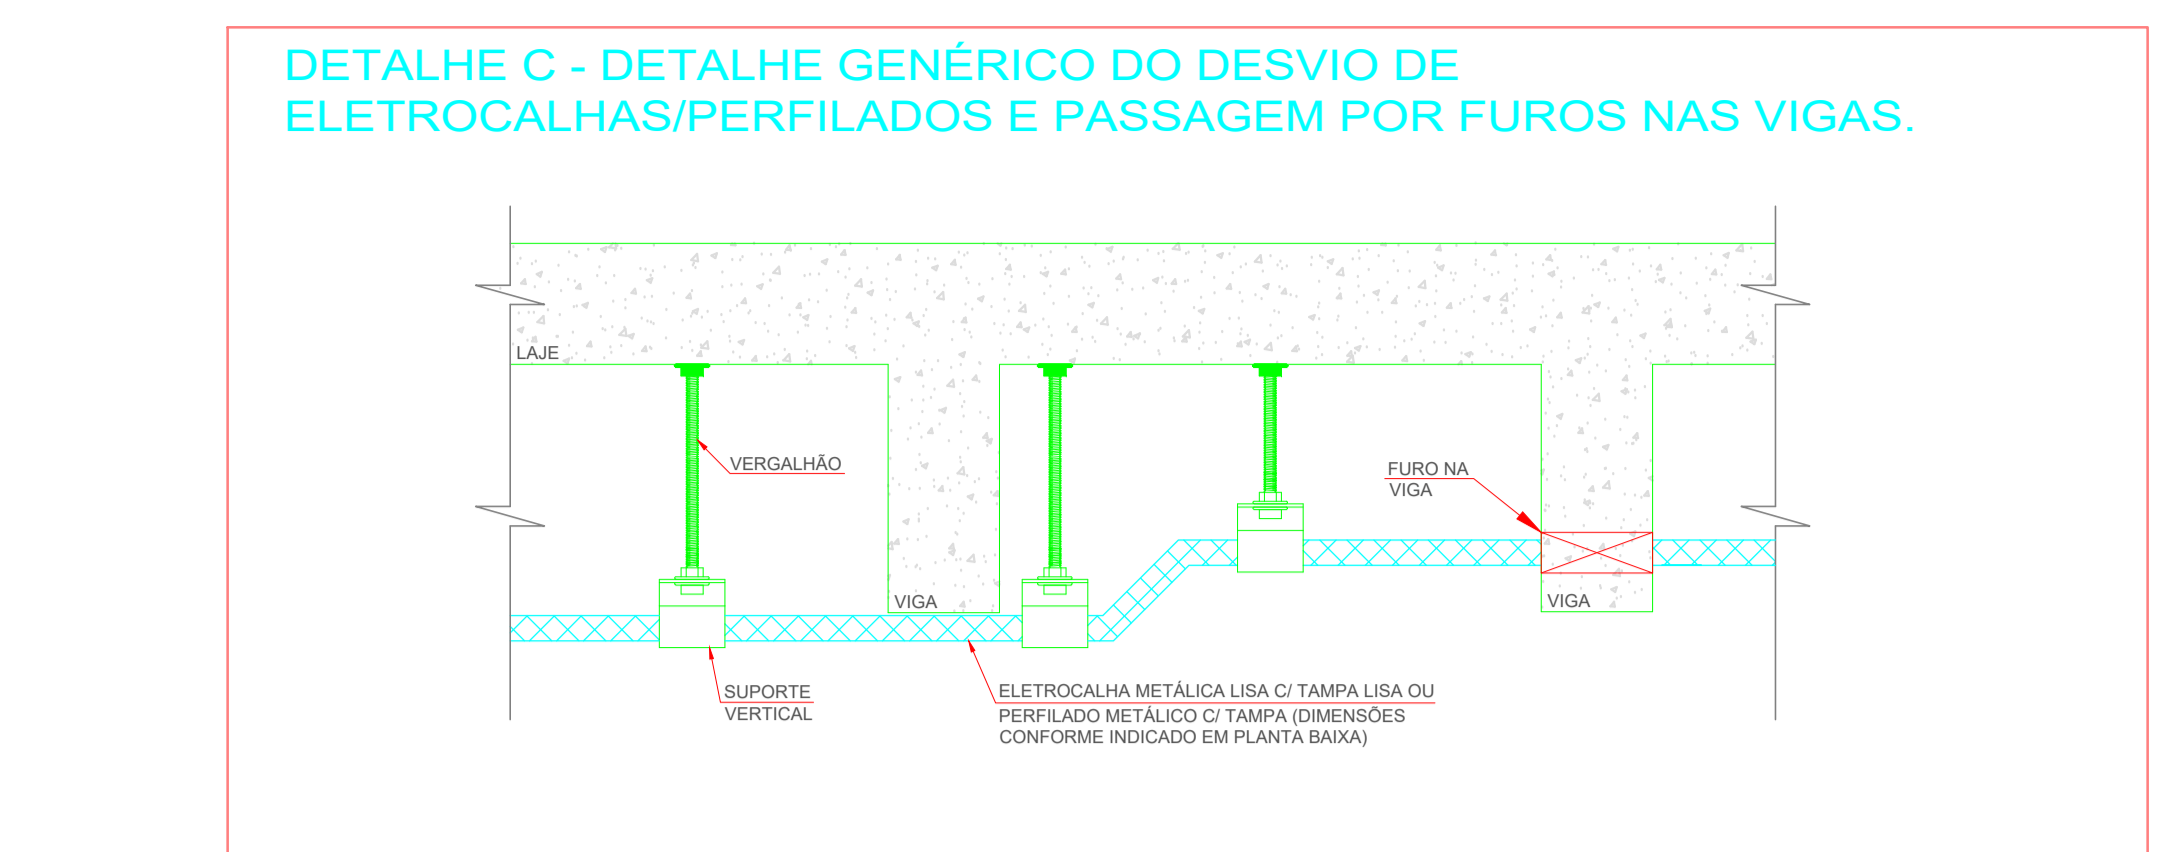 DETALHE C - DETALHE GENÉRICO DO DESVIO DE
ELETROCALHAS/PERFILADOS E PASSAGEM POR FUROS NAS VIGAS.
LAJE
VERGALHÃO
FURO NA
VIGA
VIGA
VIGA
SUPORTE
VERTICAL
ELETROCALHA METÁLICA LISA C/ TAMPA LISA OU
PERFILADO METÁLICO C/ TAMPA (DIMENSÕES
CONFORME INDICADO EM PLANTA BAIXA)